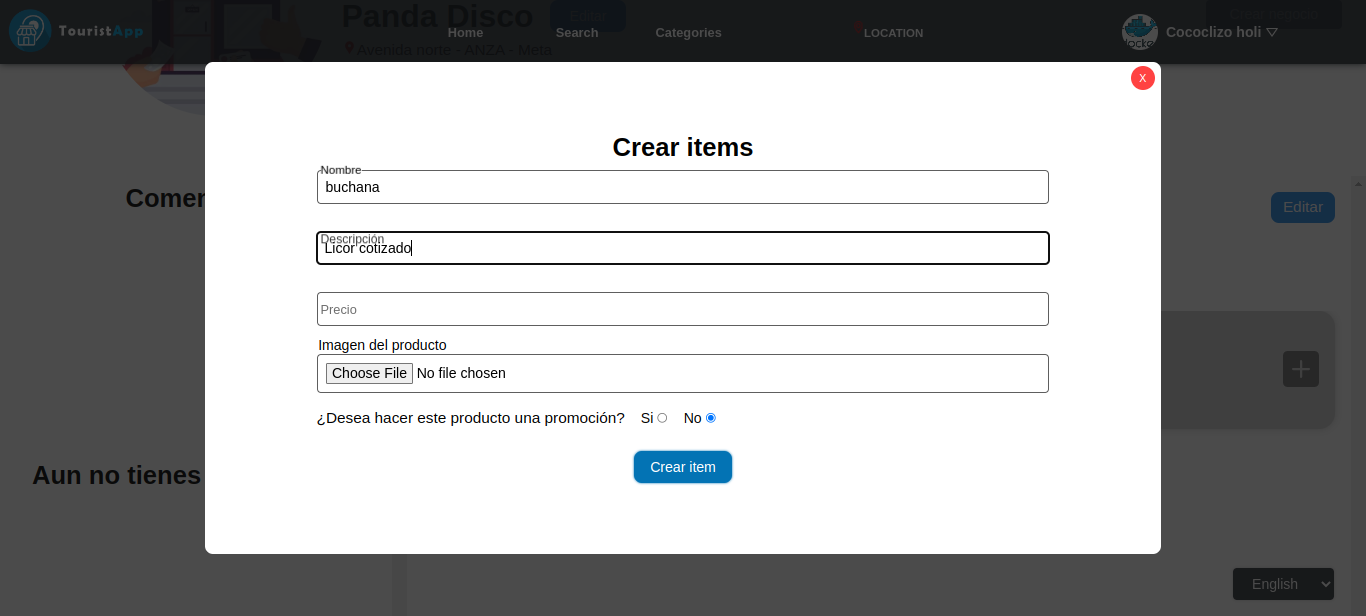 Panda Disco
Editar
TouristApp
Home
Search
Categories
LOCATION
Cococlizo holi
Avenida norte - ANZA - Meta
x
Crear items
Nombre
buchana
Comer
Editar
Descripción
Licor cotizado
Precio
Imagen del producto
Choose File No file chosen
¿Desea hacer este producto una promoción? Si No
Crear item
Aun no tienes
English